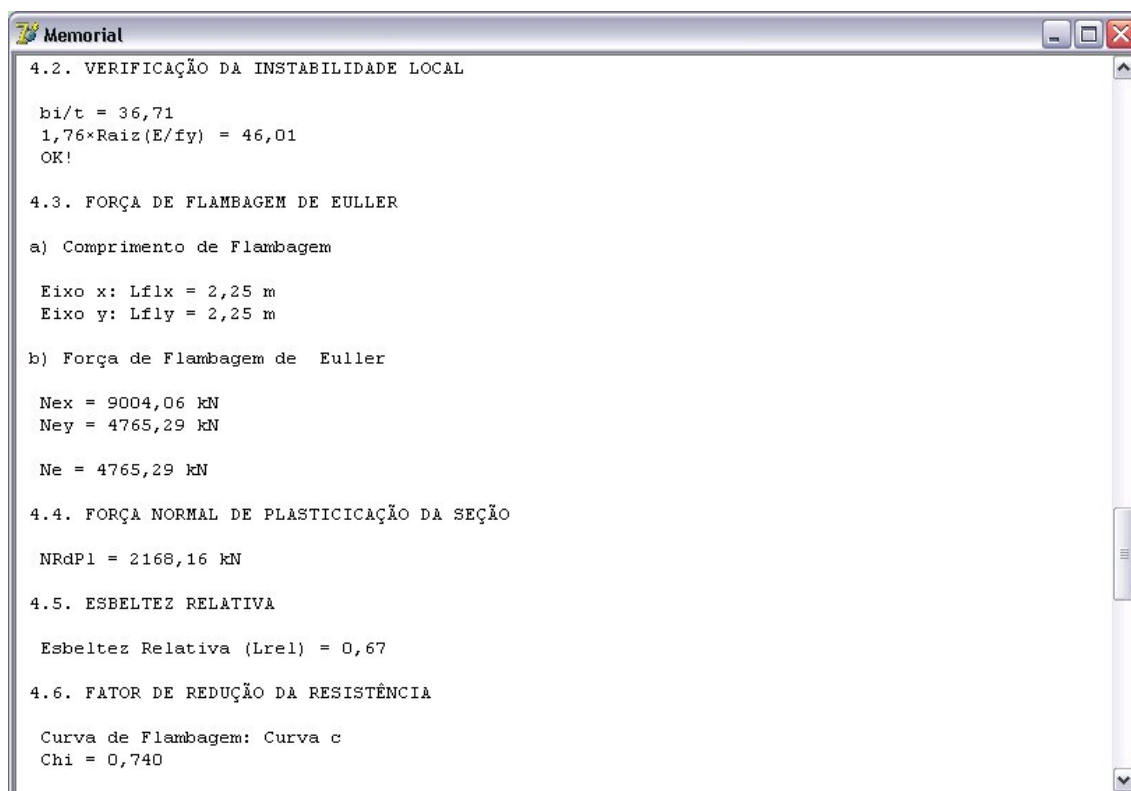 Memorial
4.2. VERIFICAÇÃO DA INSTABILIDADE LOCAL
bi/t = 36,71
1,76×Raiz(E/fy) = 46,01
OK!
4.3. FORÇA DE FLAMBAGEM DE EULLER
a) Comprimento de Flambagem
Eixo x: Lflx = 2,25 m
Eixo y: Lfly = 2,25 m
b) Força de Flambagem de  Euller
Nex = 9004,06 kN
Ney = 4765,29 kN
Ne = 4765,29 kN
4.4. FORÇA NORMAL DE PLASTICICAÇÃO DA SEÇÃO
NRdPl = 2168,16 kN
4.5. ESBELTEZ RELATIVA
Esbeltez Relativa (Lrel) = 0,67
4.6. FATOR DE REDUÇÃO DA RESISTÊNCIA
Curva de Flambagem: Curva c
Chi = 0,740